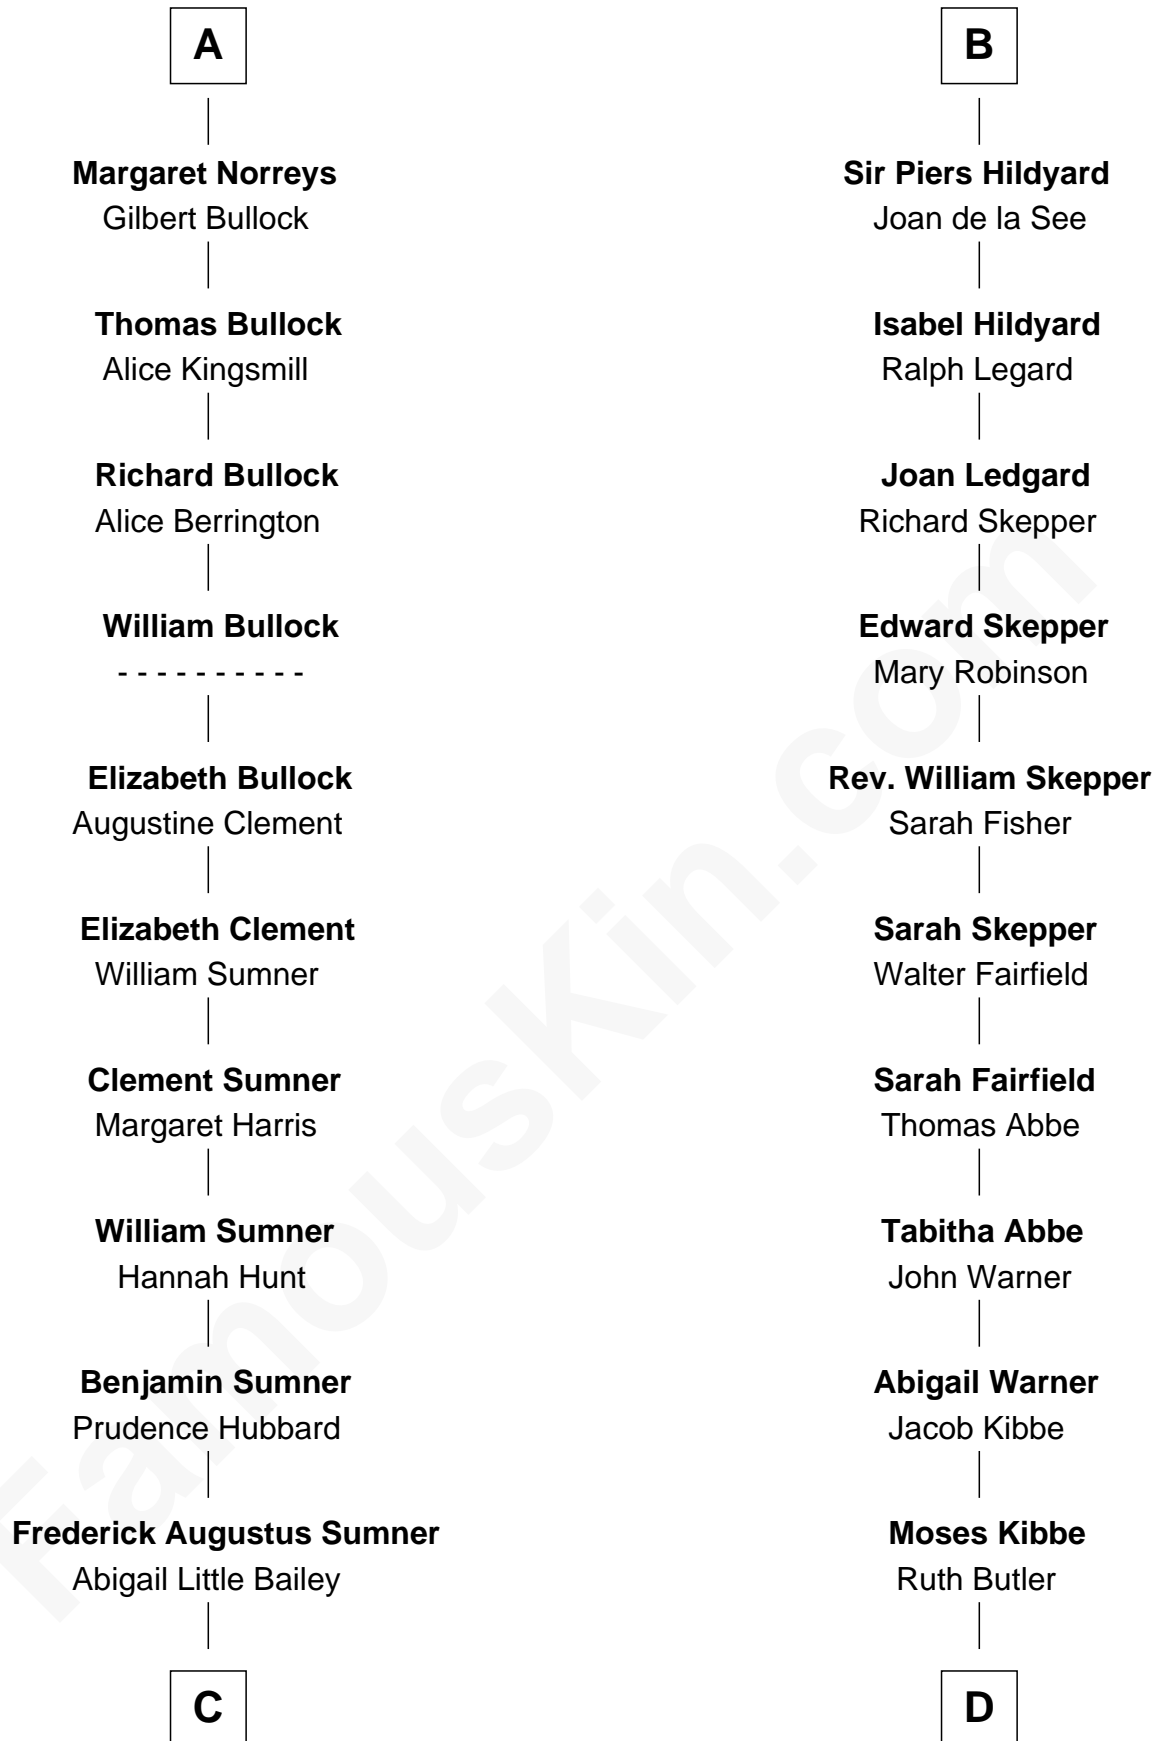 A
Margaret Norreys
Gilbert Bullock
Thomas Bullock
Alice Kingsmill
Richard Bullock
Alice Berrington
William Bullock
- - - - - - - - - -
Elizabeth Bullock
Augustine Clement
Elizabeth Clement
William Sumner
Clement Sumner
Margaret Harris
William Sumner
Hannah Hunt
Benjamin Sumner
Prudence Hubbard
Frederick Augustus Sumner
Abigail Little Bailey
C
B
Sir Piers Hildyard
Joan de la See
Isabel Hildyard
Ralph Legard
Joan Ledgard
Richard Skepper
Edward Skepper
Mary Robinson
Rev. William Skepper
Sarah Fisher
Sarah Skepper
Walter Fairfield
Sarah Fairfield
Thomas Abbe
Tabitha Abbe
John Warner
Abigail Warner
Jacob Kibbe
Moses Kibbe
Ruth Butler
D
FamousKin.com